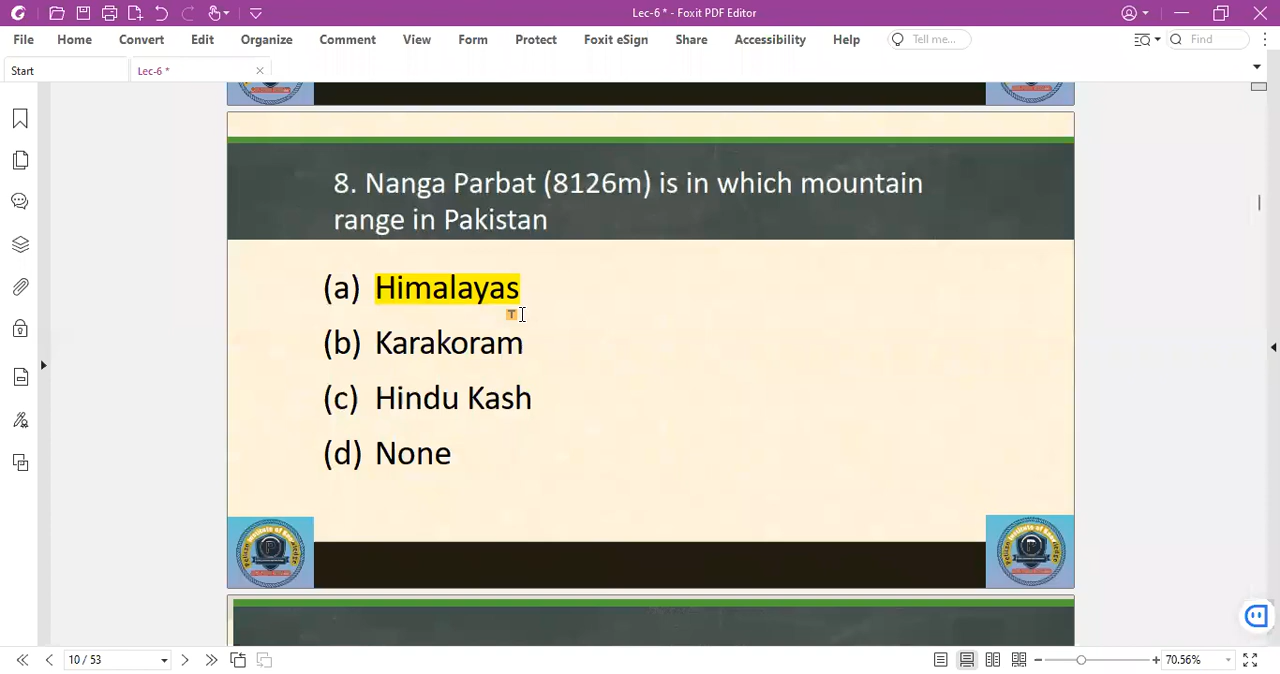 Lec-6 * - Foxit PDF Editor
File Home Convert Edit Organize Comment View Form Protect Foxit eSign Share Accessibility Help Tell me... Find
Start Lec-6 *
8. Nanga Parbat (8126m) is in which mountain
range in Pakistan
(a) Himalayas
T
(b) Karakoram
(c) Hindu Kash
(d) None
10 / 53 70.56%